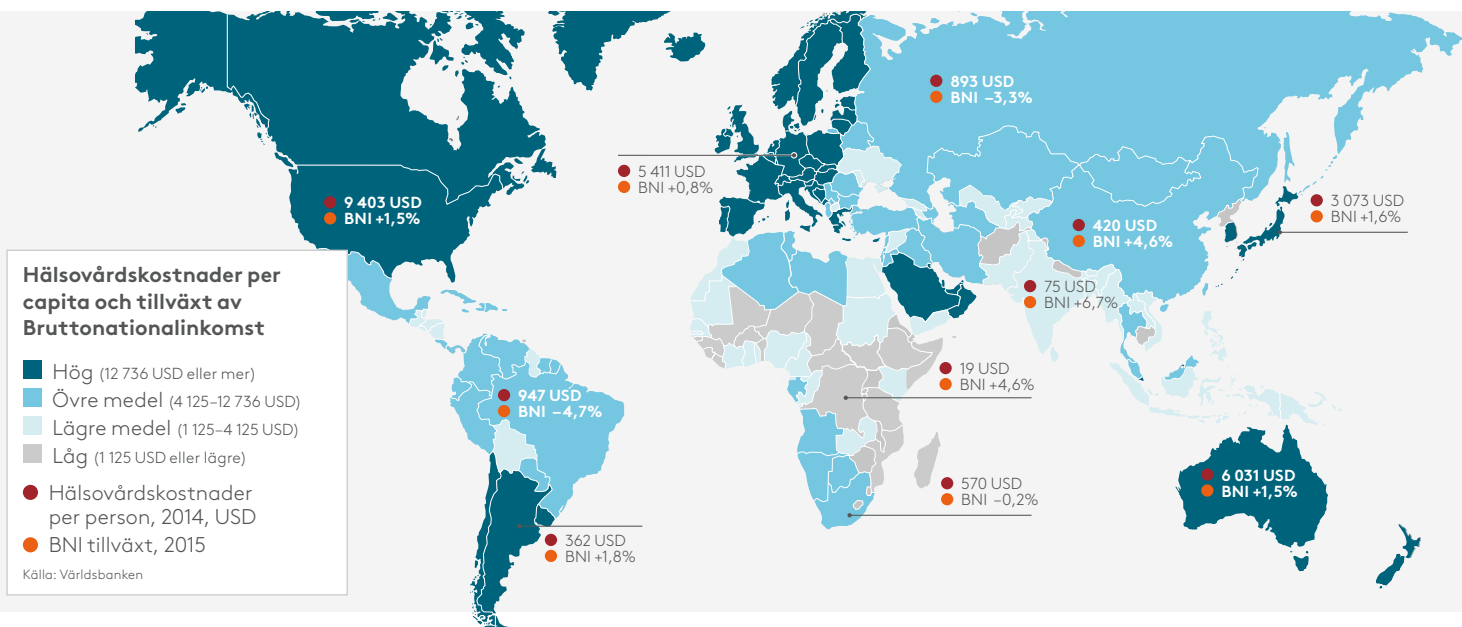 893 USD
BNI –3,3%
5 411 USD
BNI +0,8%
9 403 USD
BNI +1,5%
3 073 USD
BNI +1,6%
420 USD
BNI +4,6%
75 USD
BNI +6,7%
19 USD
BNI +4,6%
947 USD
BNI –4,7%
570 USD
BNI –0,2%
6 031 USD
BNI +1,5%
362 USD
BNI +1,8%
Hälsovårdskostnader per
capita och tillväxt av
Bruttonationalinkomst
Hög (12 736 USD eller mer)
Övre medel (4 125–12 736 USD)
Lägre medel (1 125–4 125 USD)
Låg (1 125 USD eller lägre)
Hälsovårdskostnader
per person, 2014, USD
BNI tillväxt, 2015
Källa: Världsbanken